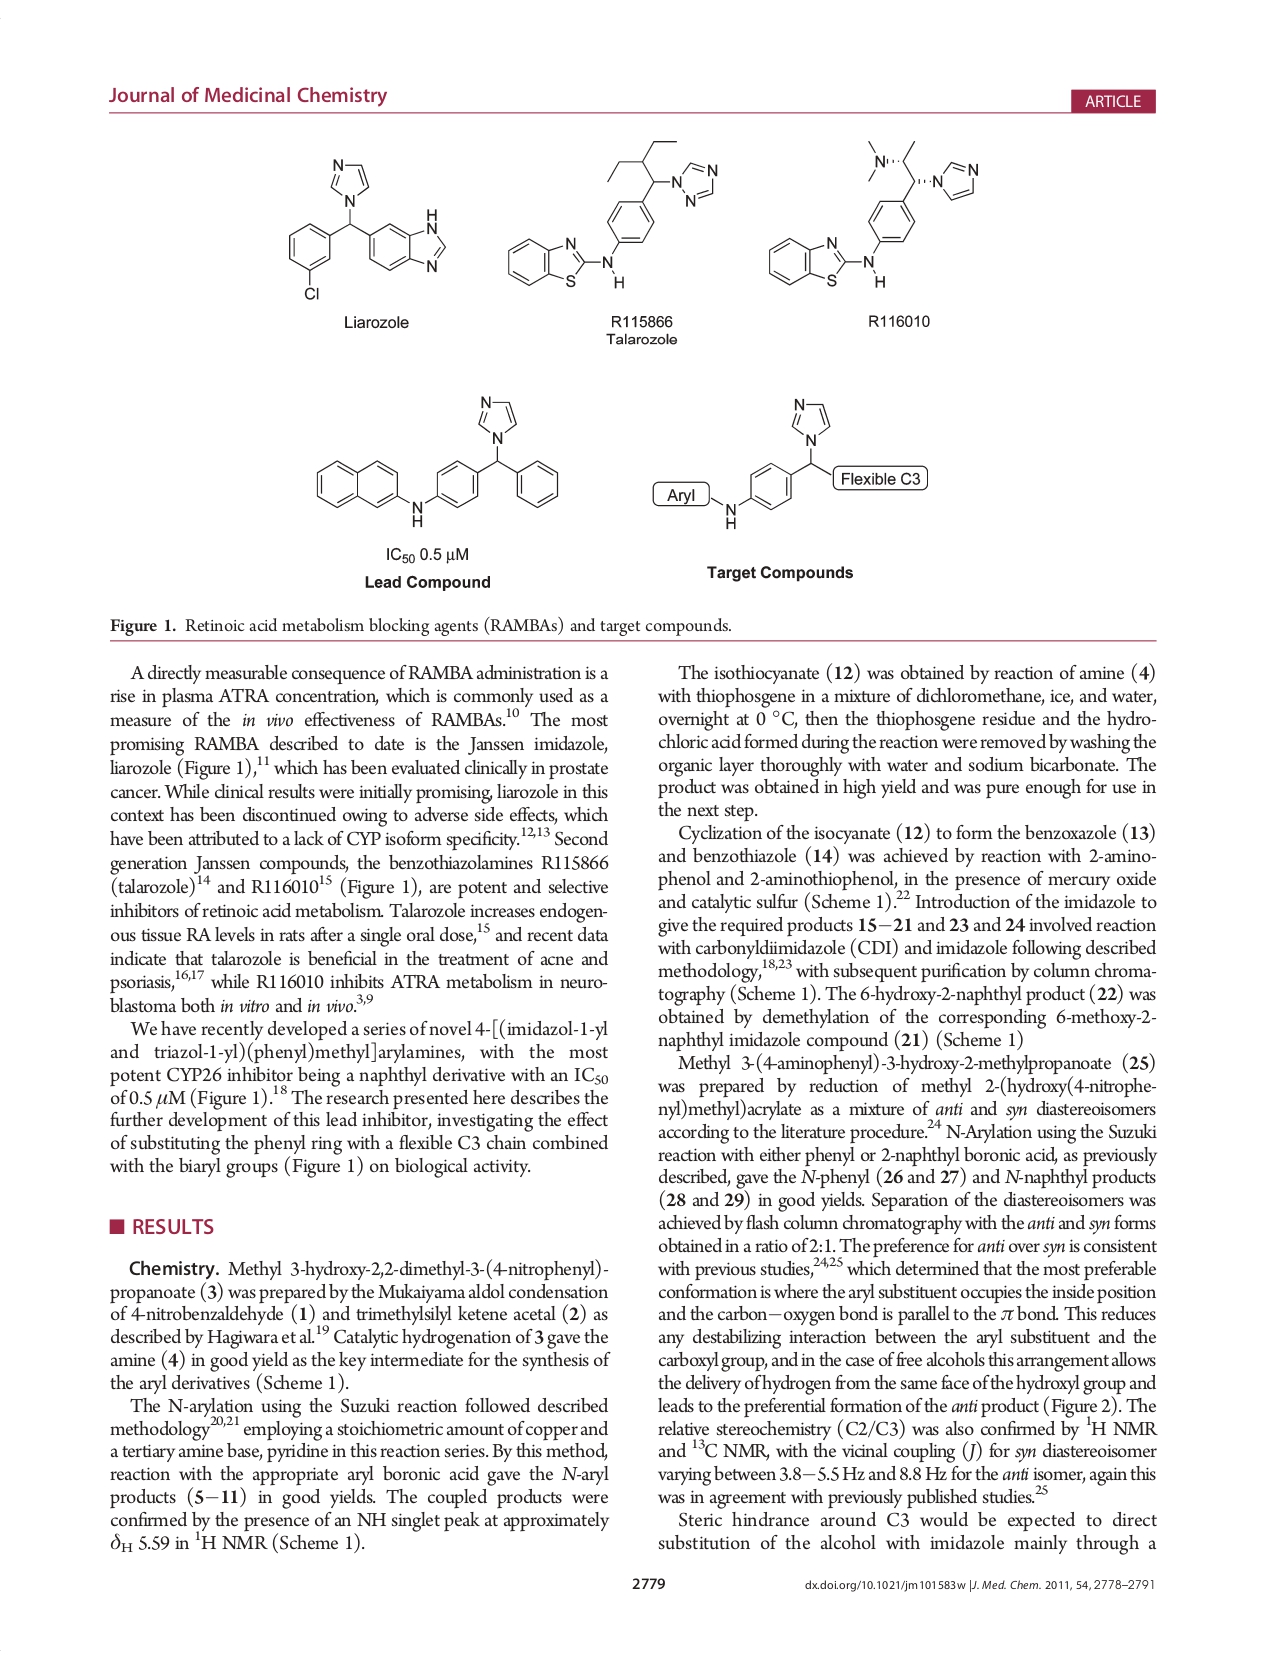 Journal of Medicinal Chemistry
ARTICLE
N
N
H
N
N
Cl
Liarozole
N
N
N
N
S
N
H
R115866
Talarozole
N
N
N
N
S
N
H
R116010
N
N
N
H
IC50 0.5 μM
Lead Compound
N
N
Flexible C3
Aryl
N
H
Target Compounds
Figure 1. Retinoic acid metabolism blocking agents (RAMBAs) and target compounds.
A directly measurable consequence of RAMBA administration is a
rise in plasma ATRA concentration, which is commonly used as a
measure of the in vivo effectiveness of RAMBAs.10 The most
promising RAMBA described to date is the Janssen imidazole,
liarozole (Figure 1),11 which has been evaluated clinically in prostate
cancer. While clinical results were initially promising, liarozole in this
context has been discontinued owing to adverse side effects, which
have been attributed to a lack of CYP isoform specificity.12,13 Second
generation Janssen compounds, the benzothiazolamines R115866
(talarozole)14 and R11601015 (Figure 1), are potent and selective
inhibitors of retinoic acid metabolism. Talarozole increases endogen-
ous tissue RA levels in rats after a single oral dose,15 and recent data
indicate that talarozole is beneficial in the treatment of acne and
psoriasis,16,17 while R116010 inhibits ATRA metabolism in neuro-
blastoma both in vitro and in vivo.3,9
We have recently developed a series of novel 4-[(imidazol-1-yl
and triazol-1-yl)(phenyl)methyl]arylamines, with the most
potent CYP26 inhibitor being a naphthyl derivative with an IC50
of 0.5 μM (Figure 1).18 The research presented here describes the
further development of this lead inhibitor, investigating the effect
of substituting the phenyl ring with a flexible C3 chain combined
with the biaryl groups (Figure 1) on biological activity.
■ RESULTS
Chemistry. Methyl 3-hydroxy-2,2-dimethyl-3-(4-nitrophenyl)-
propanoate (3) was prepared by the Mukaiyama aldol condensation
of 4-nitrobenzaldehyde (1) and trimethylsilyl ketene acetal (2) as
described by Hagiwara et al.19 Catalytic hydrogenation of 3 gave the
amine (4) in good yield as the key intermediate for the synthesis of
the aryl derivatives (Scheme 1).
The N-arylation using the Suzuki reaction followed described
methodology20,21 employing a stoichiometric amount of copper and
a tertiary amine base, pyridine in this reaction series. By this method,
reaction with the appropriate aryl boronic acid gave the N-aryl
products (5−11) in good yields. The coupled products were
confirmed by the presence of an NH singlet peak at approximately
δH 5.59 in 1H NMR (Scheme 1).
The isothiocyanate (12) was obtained by reaction of amine (4)
with thiophosgene in a mixture of dichloromethane, ice, and water,
overnight at 0 °C, then the thiophosgene residue and the hydro-
chloric acid formed during the reaction were removed by washing the
organic layer thoroughly with water and sodium bicarbonate. The
product was obtained in high yield and was pure enough for use in
the next step.
Cyclization of the isocyanate (12) to form the benzoxazole (13)
and benzothiazole (14) was achieved by reaction with 2-amino-
phenol and 2-aminothiophenol, in the presence of mercury oxide
and catalytic sulfur (Scheme 1).22 Introduction of the imidazole to
give the required products 15−21 and 23 and 24 involved reaction
with carbonyldiimidazole (CDI) and imidazole following described
methodology,18,23 with subsequent purification by column chroma-
tography (Scheme 1). The 6-hydroxy-2-naphthyl product (22) was
obtained by demethylation of the corresponding 6-methoxy-2-
naphthyl imidazole compound (21) (Scheme 1)
Methyl 3-(4-aminophenyl)-3-hydroxy-2-methylpropanoate (25)
was prepared by reduction of methyl 2-(hydroxy(4-nitrophe-
nyl)methyl)acrylate as a mixture of anti and syn diastereoisomers
according to the literature procedure.24 N-Arylation using the Suzuki
reaction with either phenyl or 2-naphthyl boronic acid, as previously
described, gave the N-phenyl (26 and 27) and N-naphthyl products
(28 and 29) in good yields. Separation of the diastereoisomers was
achieved by flash column chromatography with the anti and syn forms
obtained in a ratio of 2:1. The preference for anti over syn is consistent
with previous studies,24,25 which determined that the most preferable
conformation is where the aryl substituent occupies the inside position
and the carbon−oxygen bond is parallel to the π bond. This reduces
any destabilizing interaction between the aryl substituent and the
carboxyl group, and in the case of free alcohols this arrangement allows
the delivery of hydrogen from the same face of the hydroxyl group and
leads to the preferential formation of the anti product (Figure 2). The
relative stereochemistry (C2/C3) was also confirmed by 1H NMR
and 13C NMR, with the vicinal coupling (J) for syn diastereoisomer
varying between 3.8−5.5 Hz and 8.8 Hz for the anti isomer, again this
was in agreement with previously published studies.25
Steric hindrance around C3 would be expected to direct
substitution of the alcohol with imidazole mainly through a
2779
dx.doi.org/10.1021/jm101583w |J. Med. Chem. 2011, 54, 2778–2791